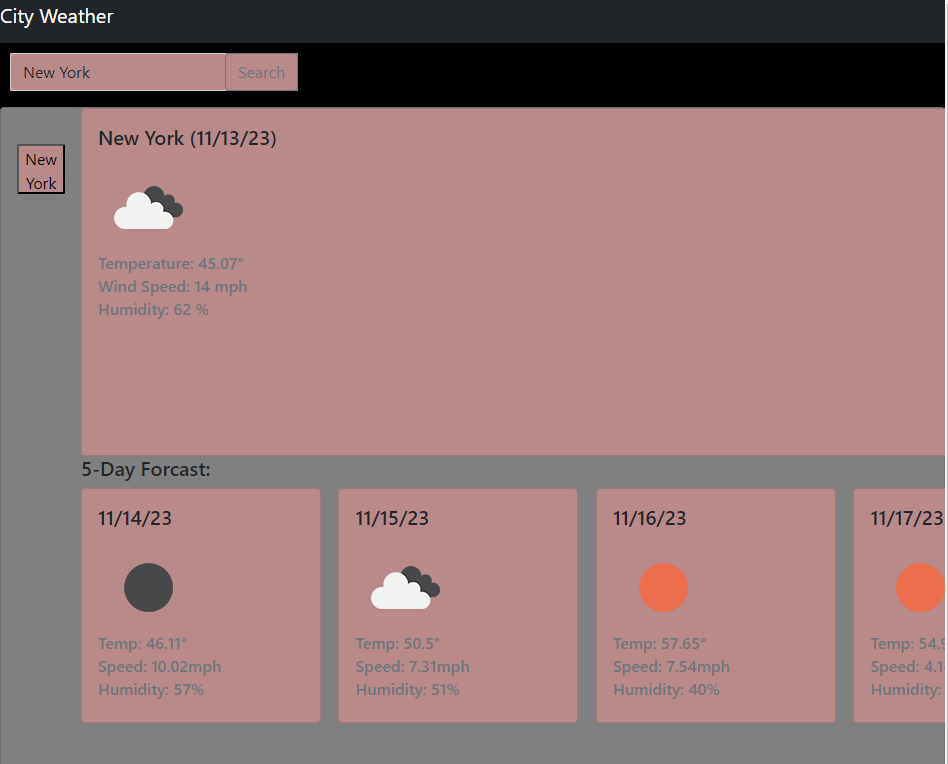 City Weather
New York
Search
New
York
New York (11/13/23)
Temperature: 45.07°
Wind Speed: 14 mph
Humidity: 62 %
5-Day Forcast:
11/14/23
Temp: 46.11°
Speed: 10.02mph
Humidity: 57%
11/15/23
Temp: 50.5°
Speed: 7.31mph
Humidity: 51%
11/16/23
Temp: 57.65°
Speed: 7.54mph
Humidity: 40%
11/17/23
Temp: 54.
Speed: 4.1
Humidity: